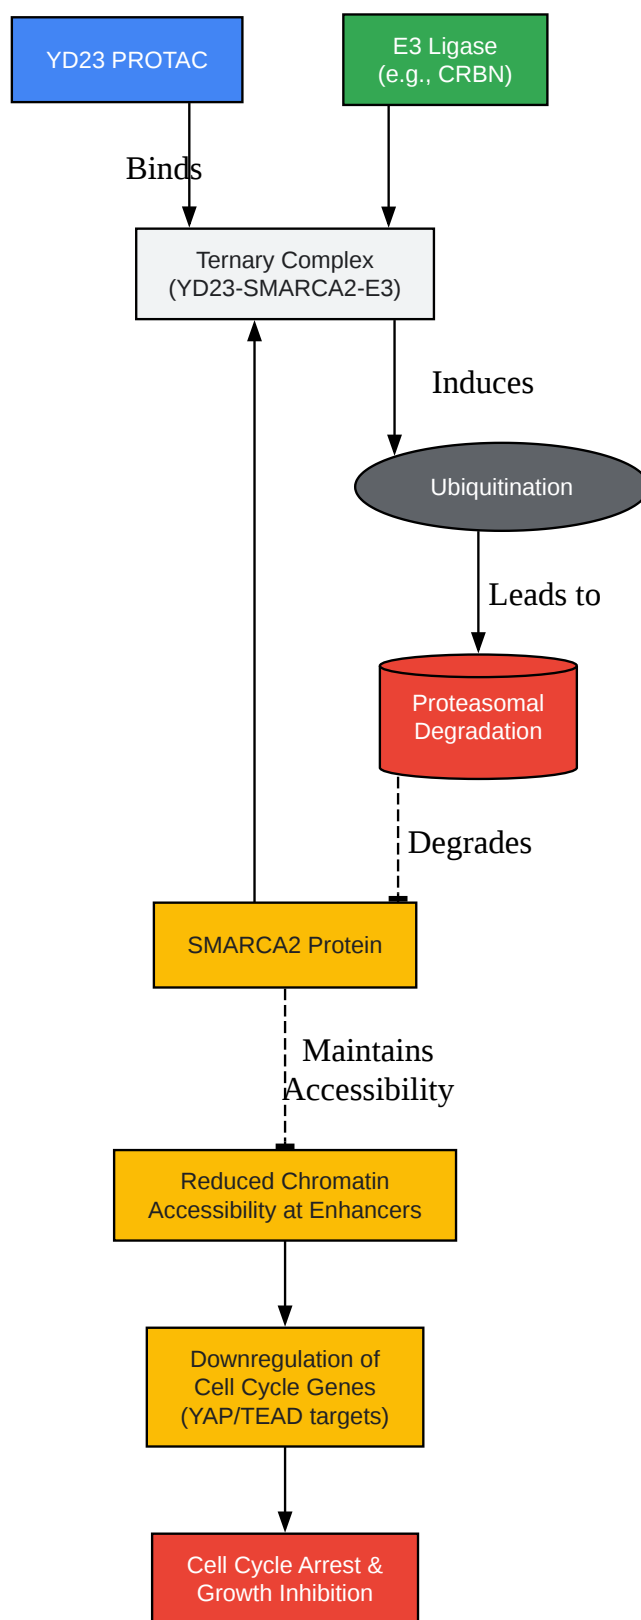 YD23 PROTAC
E3 Ligase
(e.g., CRBN)
Binds
Ternary Complex
(YD23-SMARCA2-E3)
Induces
Ubiquitination
Leads to
Proteasomal
Degradation
Degrades
SMARCA2 Protein
Maintains
Accessibility
Reduced Chromatin
Accessibility at Enhancers
Downregulation of
Cell Cycle Genes
(YAP/TEAD targets)
Cell Cycle Arrest &
Growth Inhibition